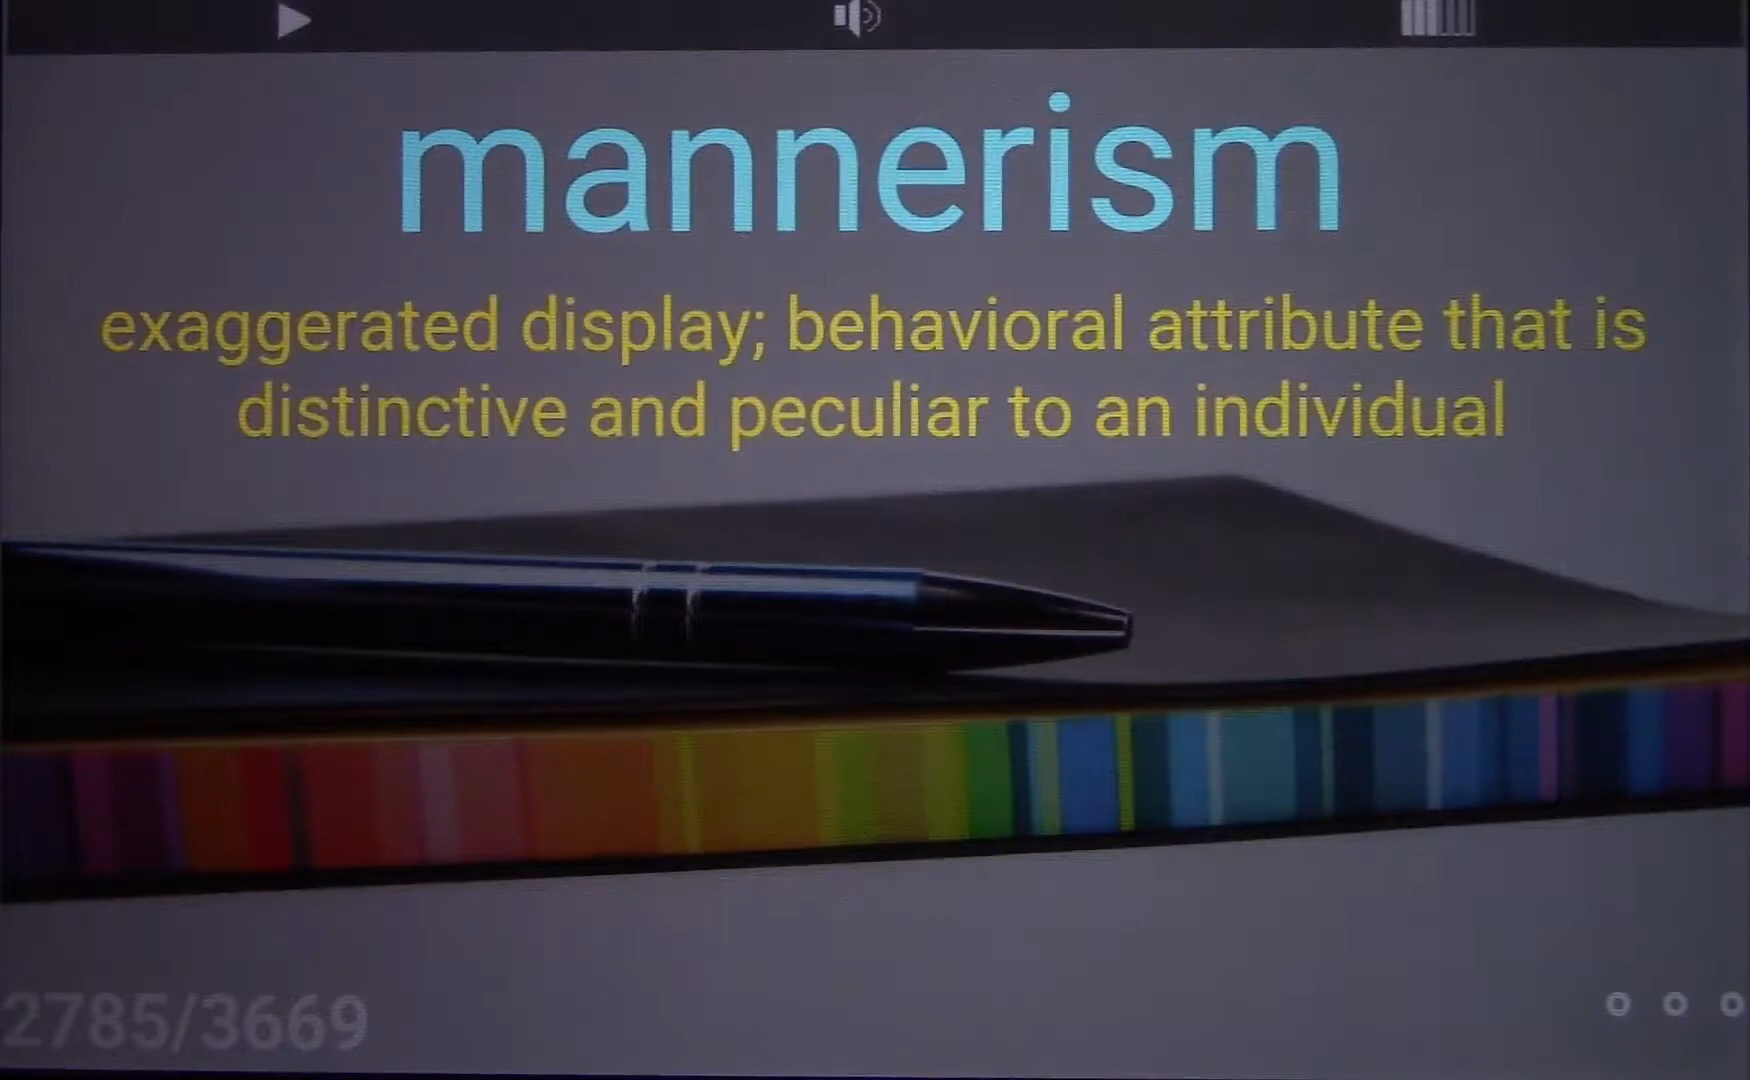 mannerism
exaggerated display; behavioral attribute that is
distinctive and peculiar to an individual
2785/3669